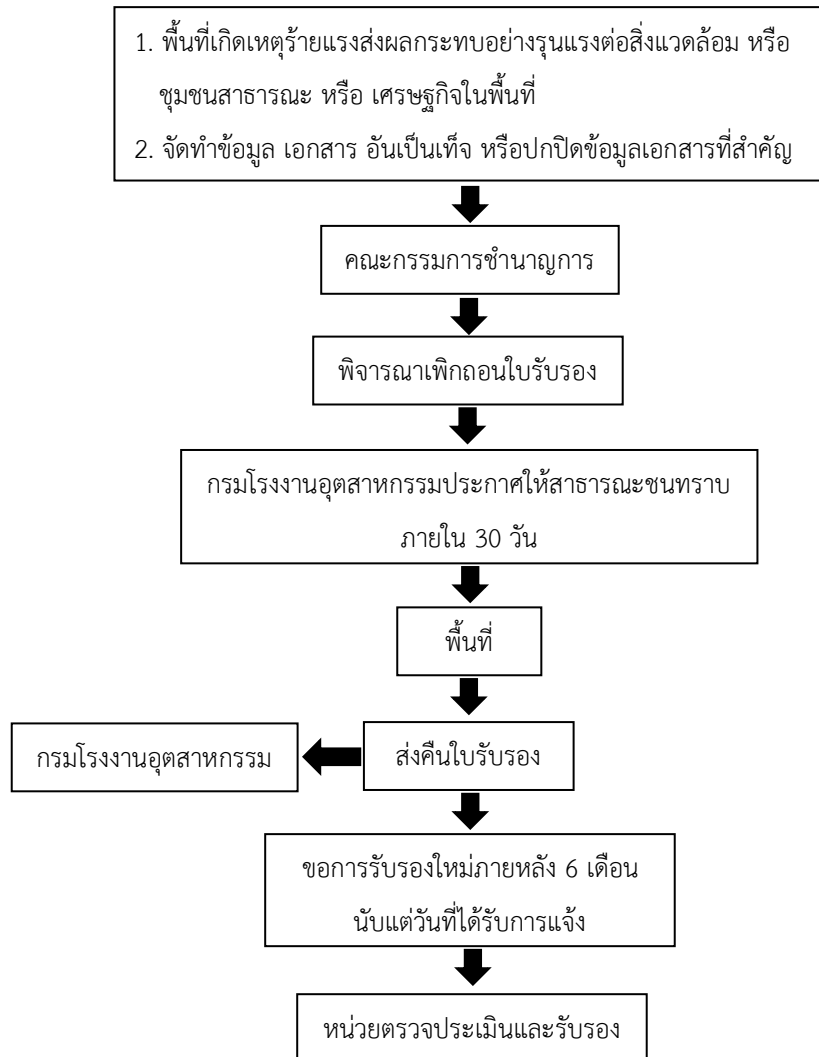 1. พื้นที่เกิดเหตุร้ายแรงส่งผลกระทบอย่างรุนแรงต่อสิ่งแวดล้อม หรือ
ชุมชนสาธารณะ หรือ เศรษฐกิจในพื้นที่
2. จัดทำข้อมูล เอกสาร อันเป็นเท็จ หรือปกปิดข้อมูลเอกสารที่สำคัญ
คณะกรรมการชำนาญการ
พิจารณาเพิกถอนใบรับรอง
กรมโรงงานอุตสาหกรรมประกาศให้สาธารณะชนทราบ
ภายใน 30 วัน
พื้นที่
ส่งคืนใบรับรอง
กรมโรงงานอุตสาหกรรม
ขอการรับรองใหม่ภายหลัง 6 เดือน
นับแต่วันที่ได้รับการแจ้ง
หน่วยตรวจประเมินและรับรอง